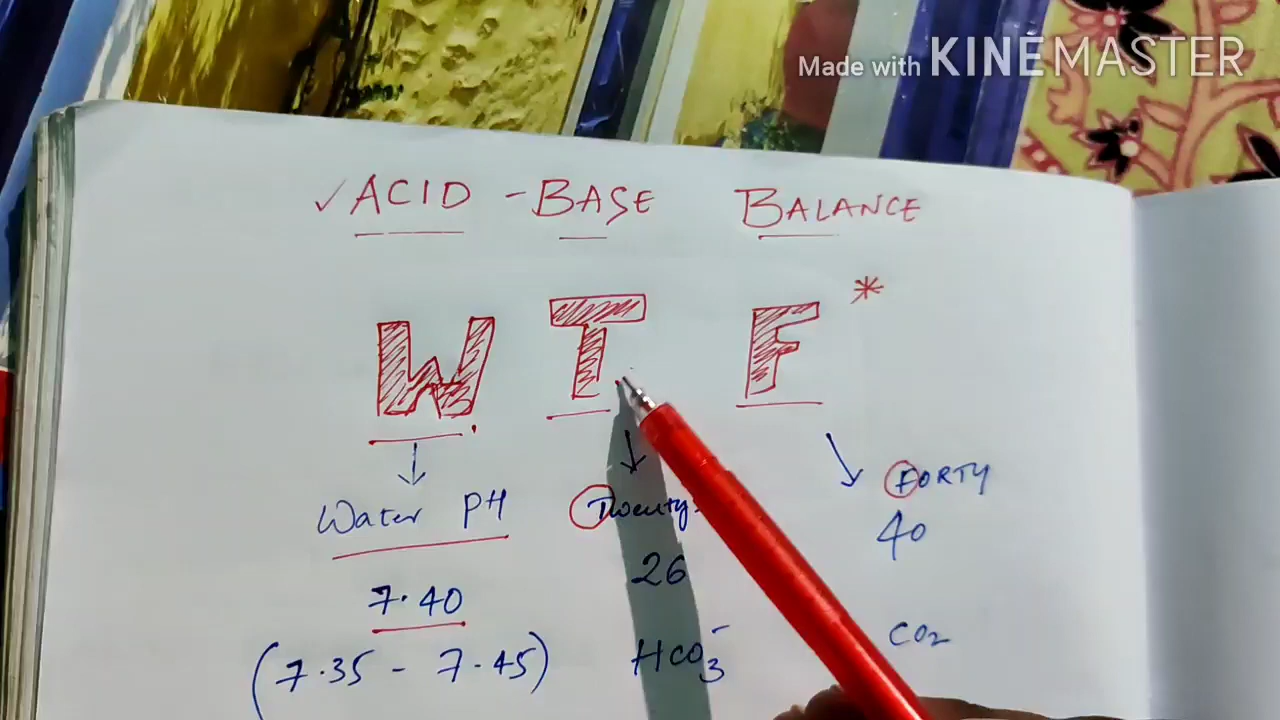 Made with KINEMASTER
✓ACID - BASE BALANCE
W T F *
Water PH
Twenty
FORTY
26
40
7.40
HCO3-
CO2
(7.35 - 7.45)